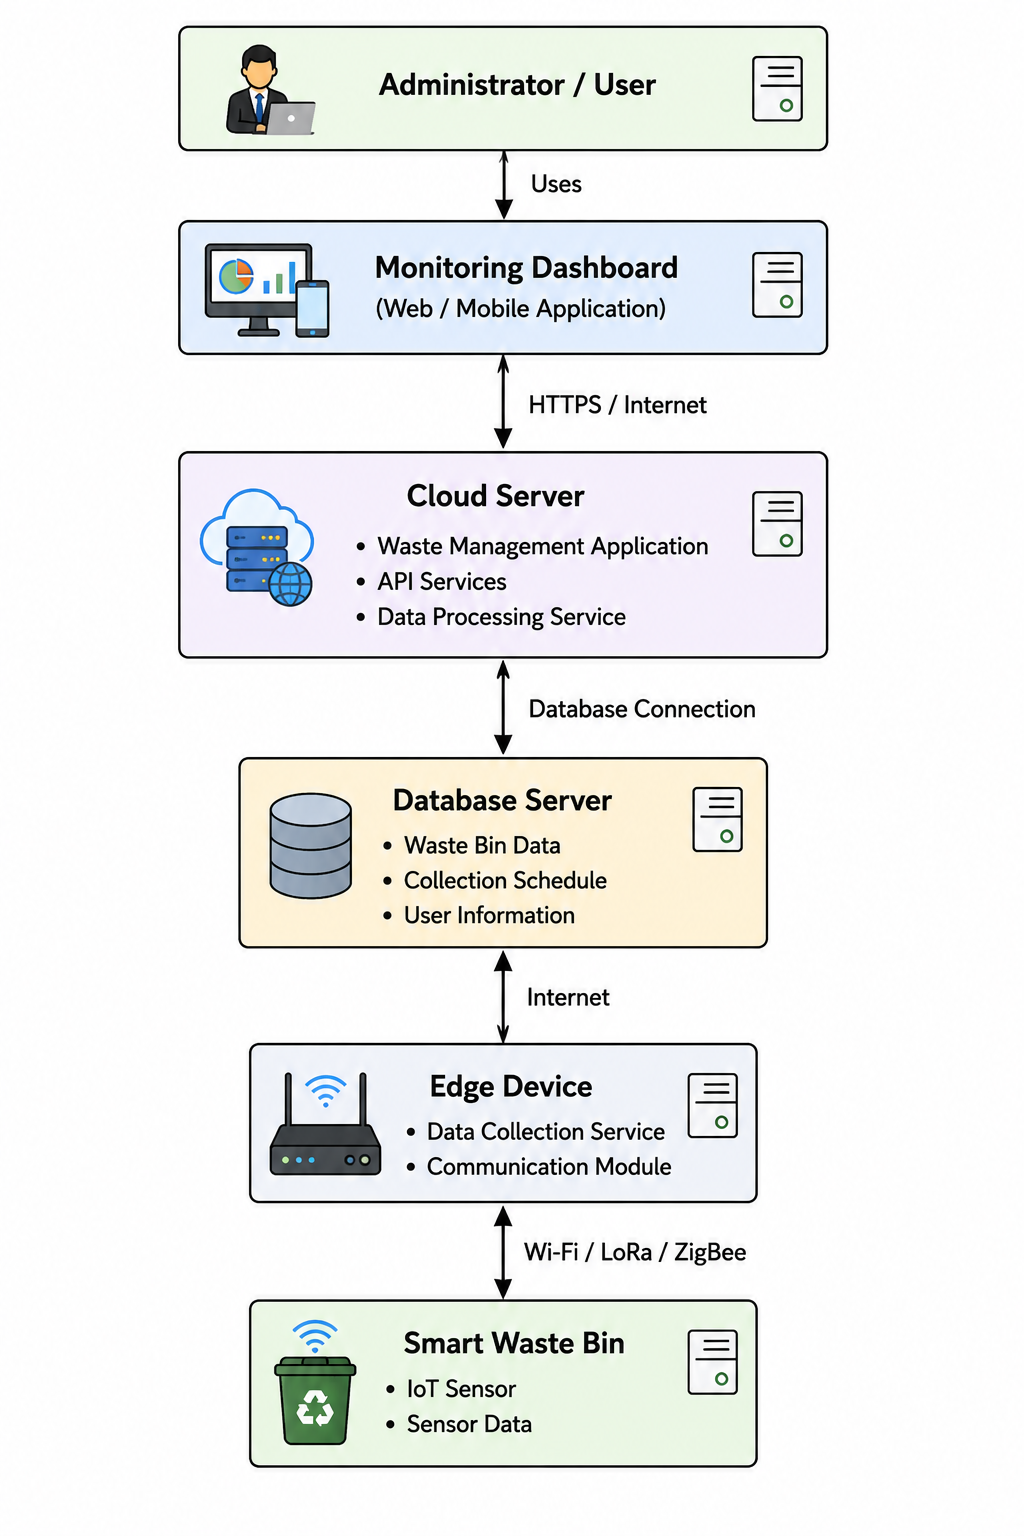 Administrator / User
Uses
Monitoring Dashboard
(Web / Mobile Application)
HTTPS / Internet
Cloud Server
• Waste Management Application
• API Services
• Data Processing Service
Database Connection
Database Server
• Waste Bin Data
• Collection Schedule
• User Information
Internet
Edge Device
• Data Collection Service
• Communication Module
Wi-Fi / LoRa / ZigBee
Smart Waste Bin
• IoT Sensor
• Sensor Data